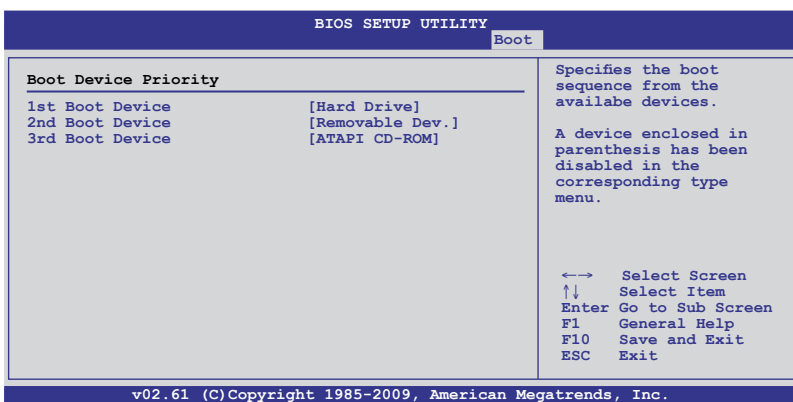 BIOS SETUP UTILITY
Boot
Boot Device Priority
1st Boot Device [Hard Drive]
2nd Boot Device [Removable Dev.]
3rd Boot Device [ATAPI CD-ROM]
Specifies the boot
sequence from the
availabe devices.
A device enclosed in
parenthesis has been
disabled in the
corresponding type
menu.
←→ Select Screen
↑↓ Select Item
Enter Go to Sub Screen
F1 General Help
F10 Save and Exit
ESC Exit
v02.61 (C)Copyright 1985-2009, American Megatrends, Inc.